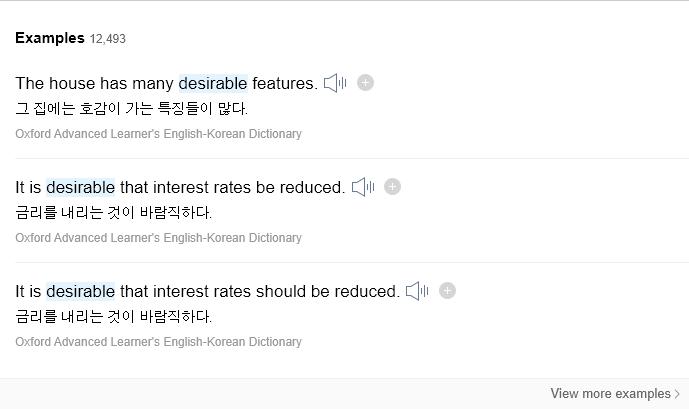 Examples 12,493
The house has many desirable features.
그 집에는 호감이 가는 특징들이 많다.
Oxford Advanced Learner's English-Korean Dictionary
It is desirable that interest rates be reduced.
금리를 내리는 것이 바람직하다.
Oxford Advanced Learner's English-Korean Dictionary
It is desirable that interest rates should be reduced.
금리를 내리는 것이 바람직하다.
Oxford Advanced Learner's English-Korean Dictionary
View more examples